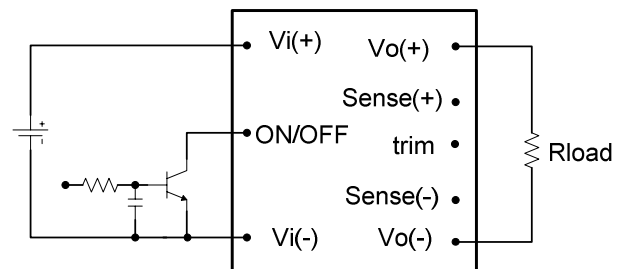 Vi(+)
Vo(+)
Sense(+)
ON/OFF
trim
Rload
Sense(-)
Vi(-)
Vo(-)
+
-